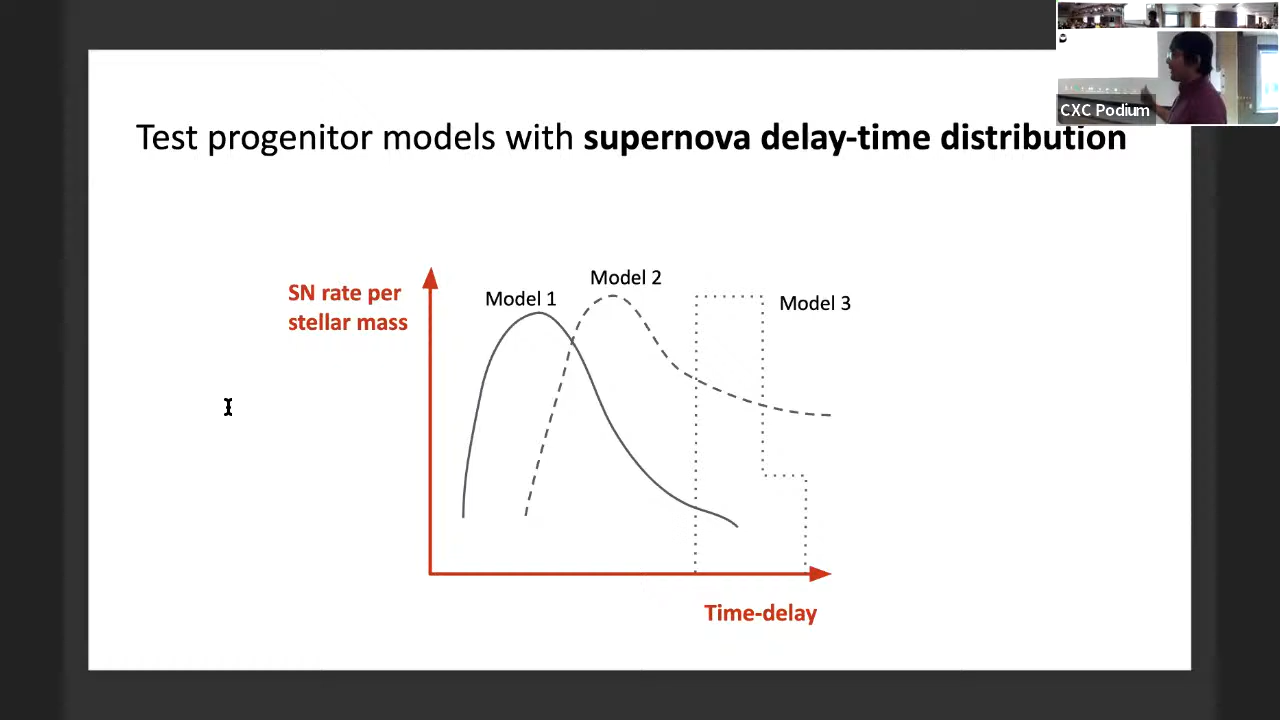 CXC Podium
Test progenitor models with supernova delay-time distribution
SN rate per
stellar mass
Model 1
Model 2
Model 3
Time-delay